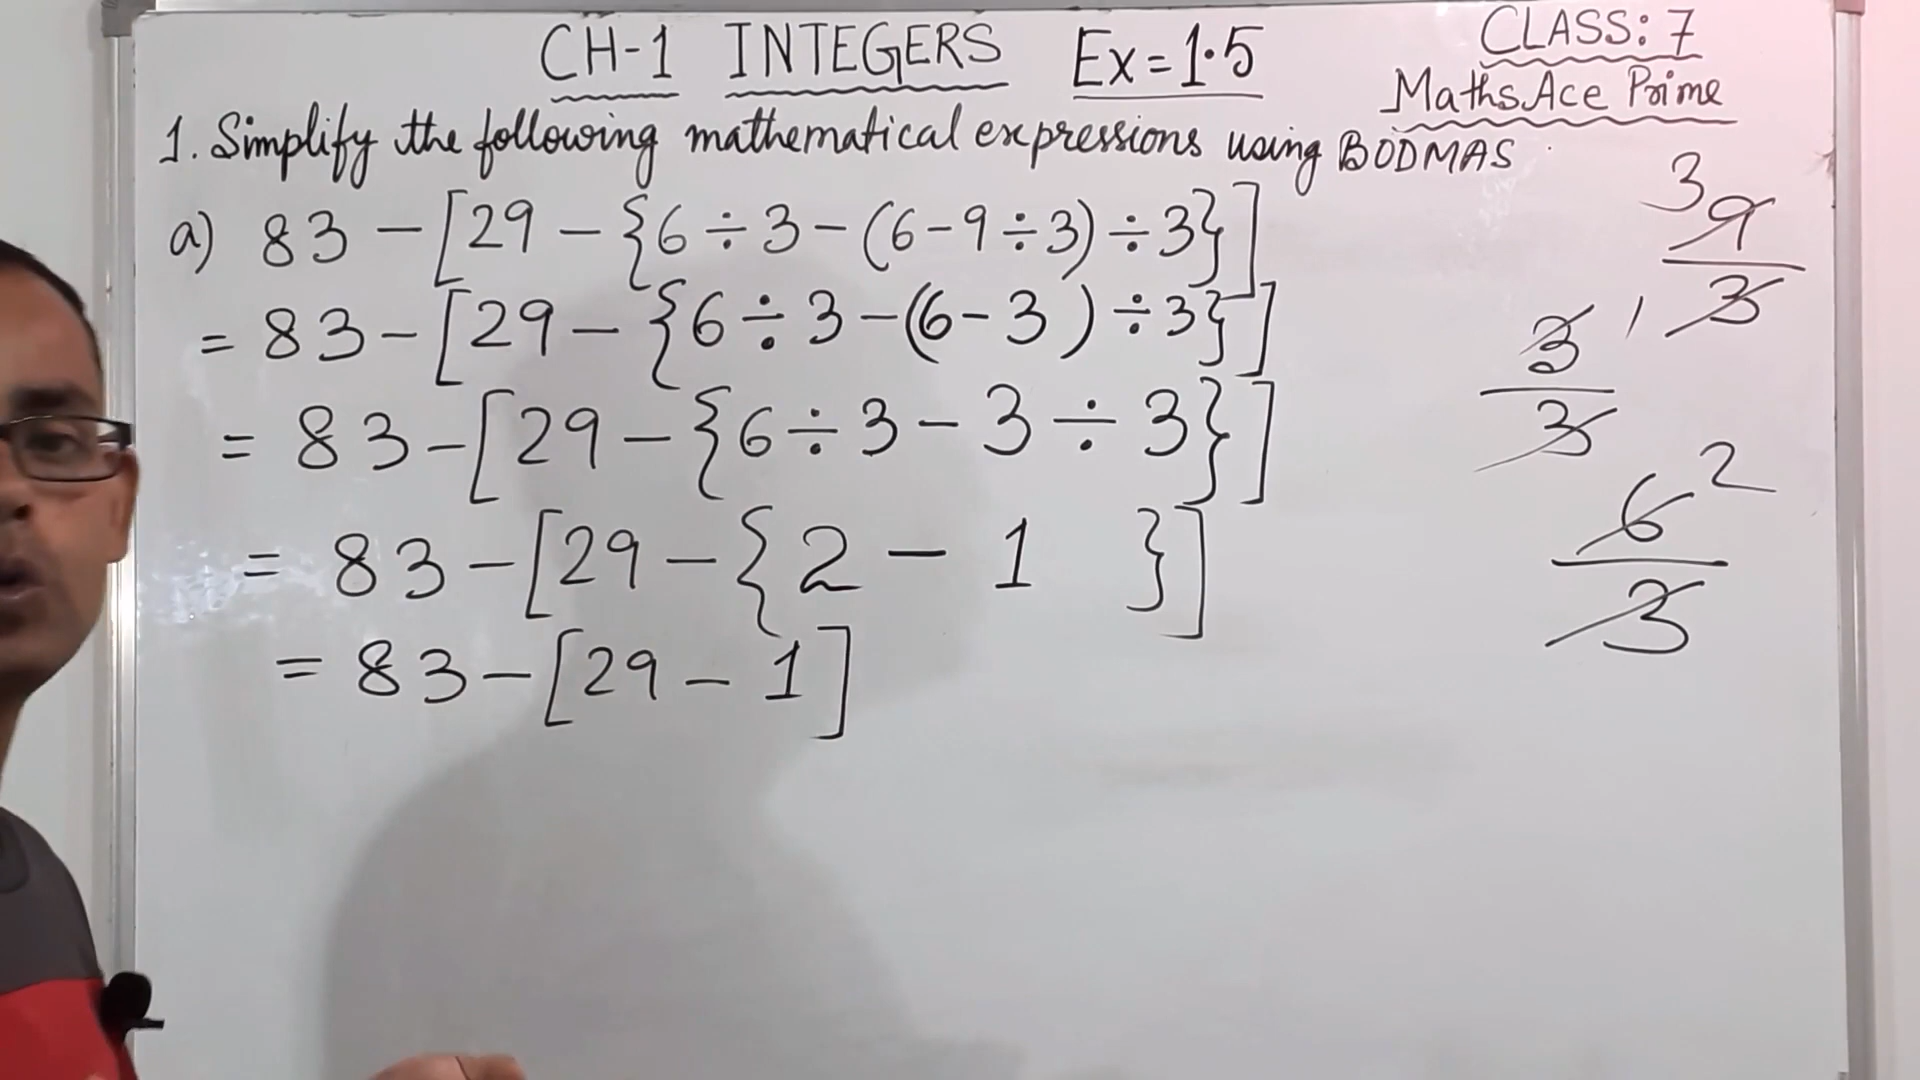 CH-1 INTEGERS Ex=1.5
CLASS: 7
Maths Ace Prime
1. Simplify the following mathematical expressions using BODMAS
a) 83 - [29 - {6 ÷ 3 - (6 - 9 ÷ 3) ÷ 3}]
= 83 - [29 - {6 ÷ 3 - (6 - 3) ÷ 3}]
= 83 - [29 - {6 ÷ 3 - 3 ÷ 3}]
= 83 - [29 - {2 - 1 }]
= 83 - [29 - 1]
3 9
3
3 1
3
6 2
3